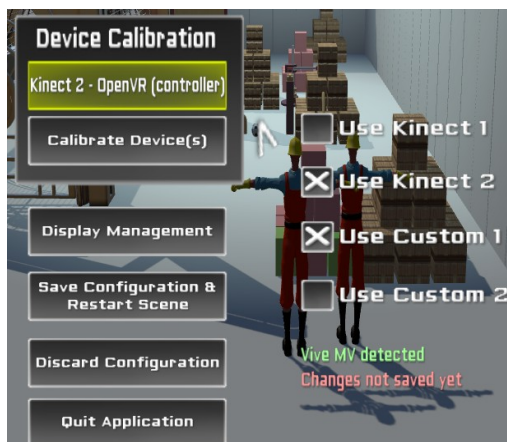 Device Calibration
Kinect 2 - OpenVR (controller)
Calibrate Device(s)
Use Kinect 1
Use Kinect 2
Display Management
Use Custom 1
Save Configuration &
Restart Scene
Use Custom 2
Discard Configuration
Vive MV detected
Changes not saved yet
Quit Application